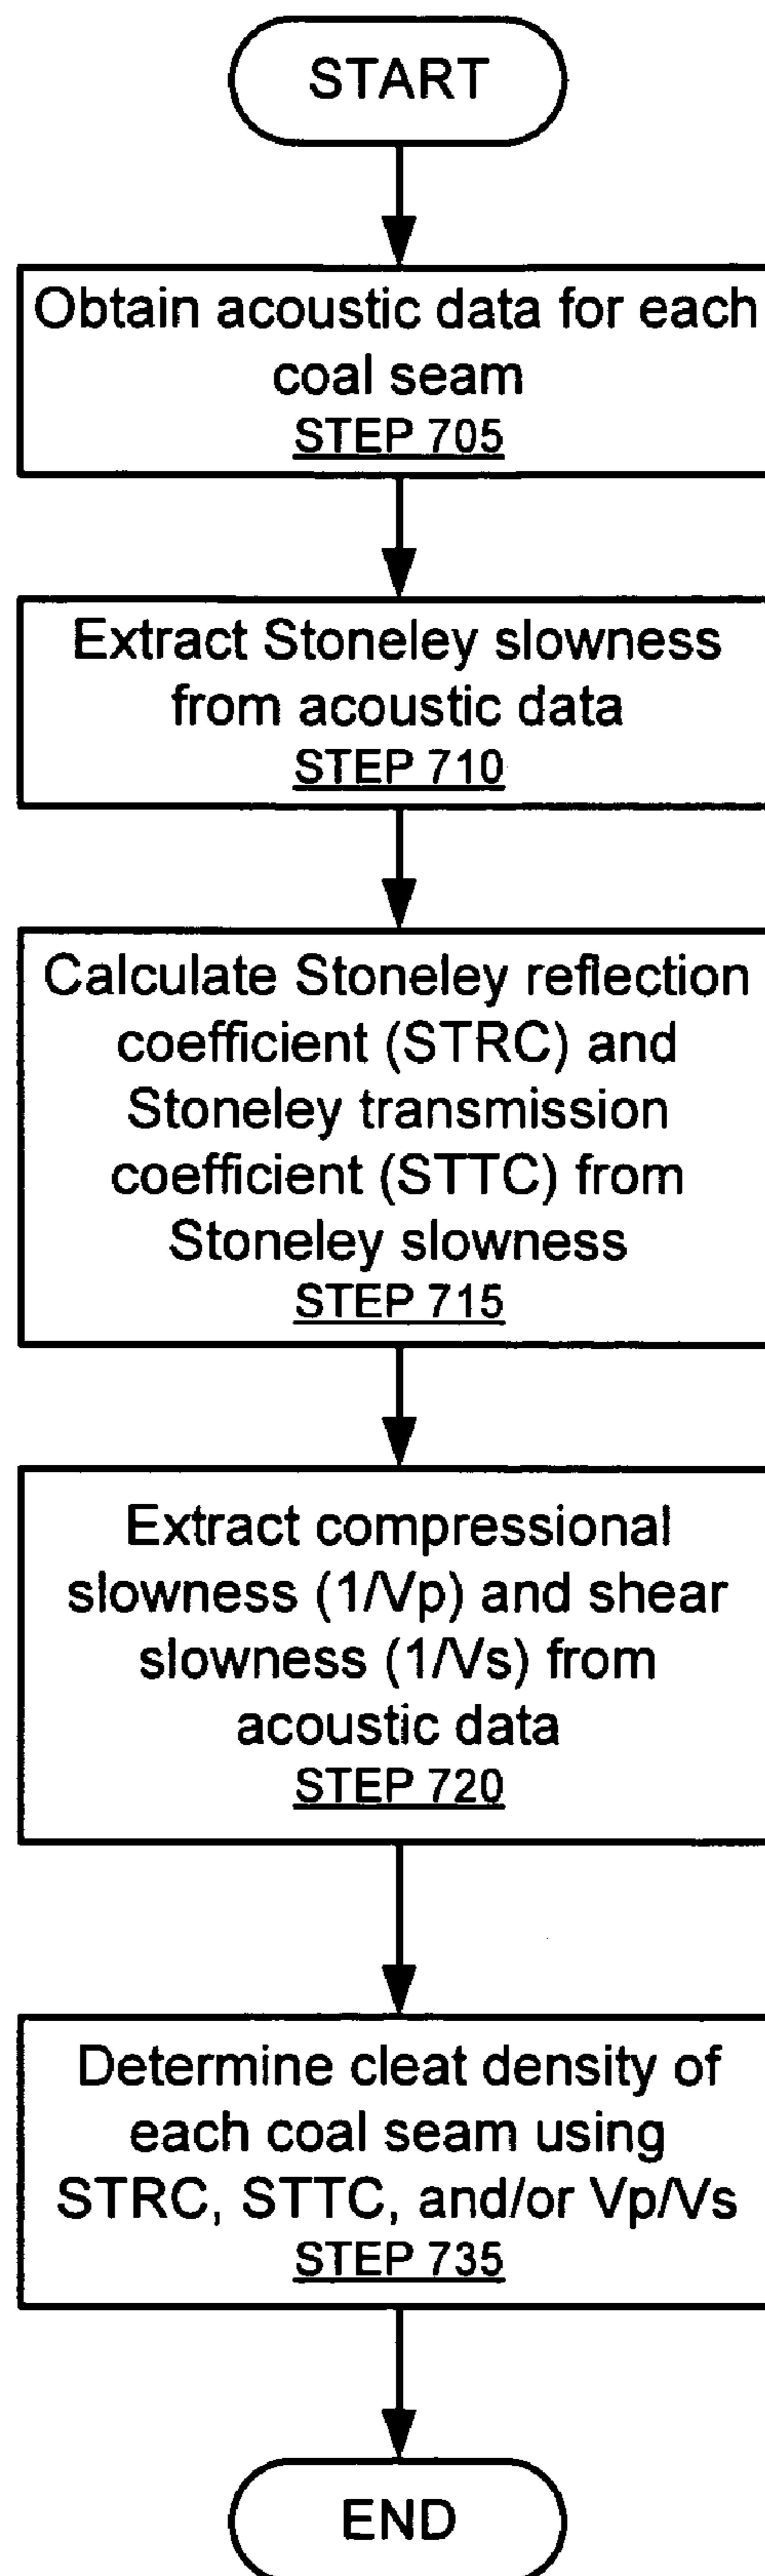 START
Obtain acoustic data for each
coal seam
STEP 705
Extract Stoneley slowness
from acoustic data
STEP 710
Calculate Stoneley reflection
coefficient (STRC) and
Stoneley transmission
coefficient (STTC) from
Stoneley slowness
STEP 715
Extract compressional
slowness (1/Vp) and shear
slowness (1/Vs) from
acoustic data
STEP 720
Determine cleat density of
each coal seam using
STRC, STTC, and/or Vp/Vs
STEP 735
END